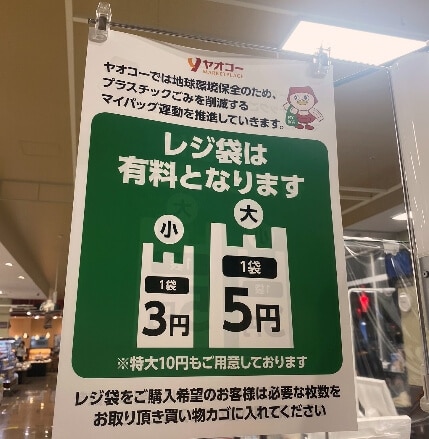 ヤオコー
MARKETPLACE
ヤオコーでは地球環境保全のため、
プラスチックごみを削減する
マイバッグ運動を推進していきます。
レジ袋は
有料となります
小
大
1袋
3円
1袋
5円
※特大10円もご用意しております
レジ袋をご購入希望のお客様は必要な枚数を
お取り頂き買い物カゴに入れてください